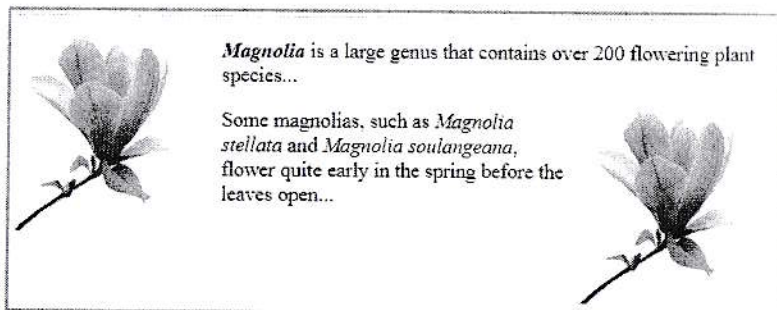 Magnolia is a large genus that contains over 200 flowering plant
species...
Some magnolias, such as Magnolia
stellata and Magnolia soulangeana,
flower quite early in the spring before the
leaves open...